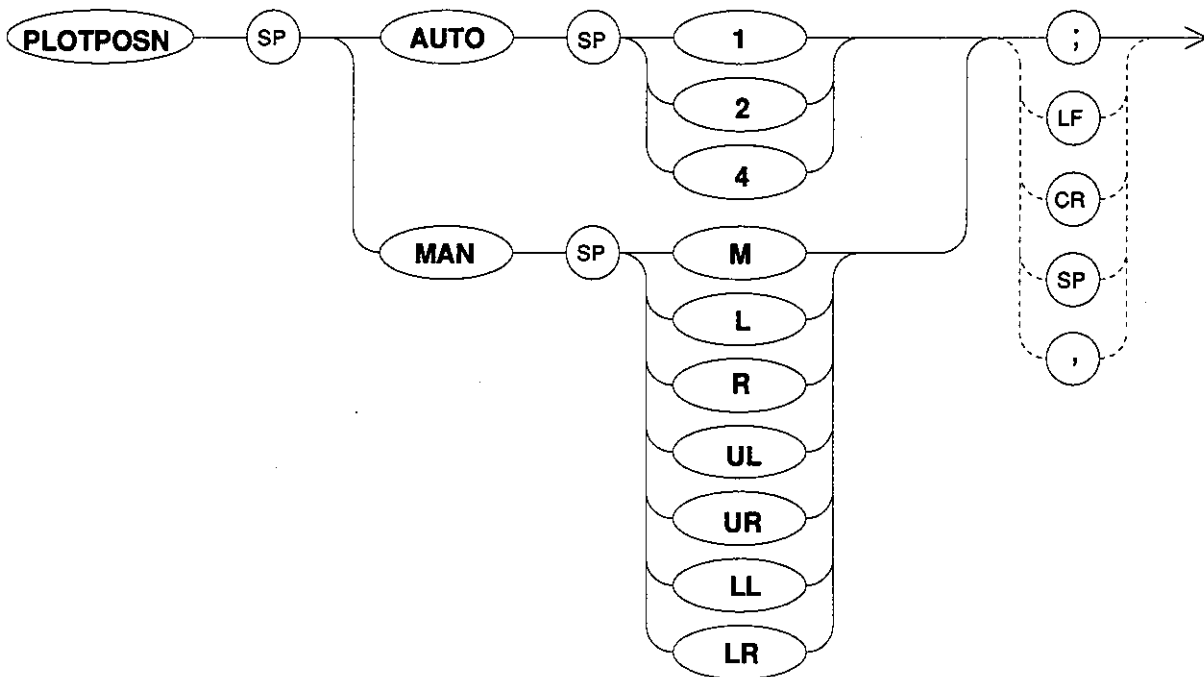 PLOTPOSN SP AUTO SP 1 ;
2 LF
4 CR
MAN SP M SP
L ,
R
UL
UR
LL
LR